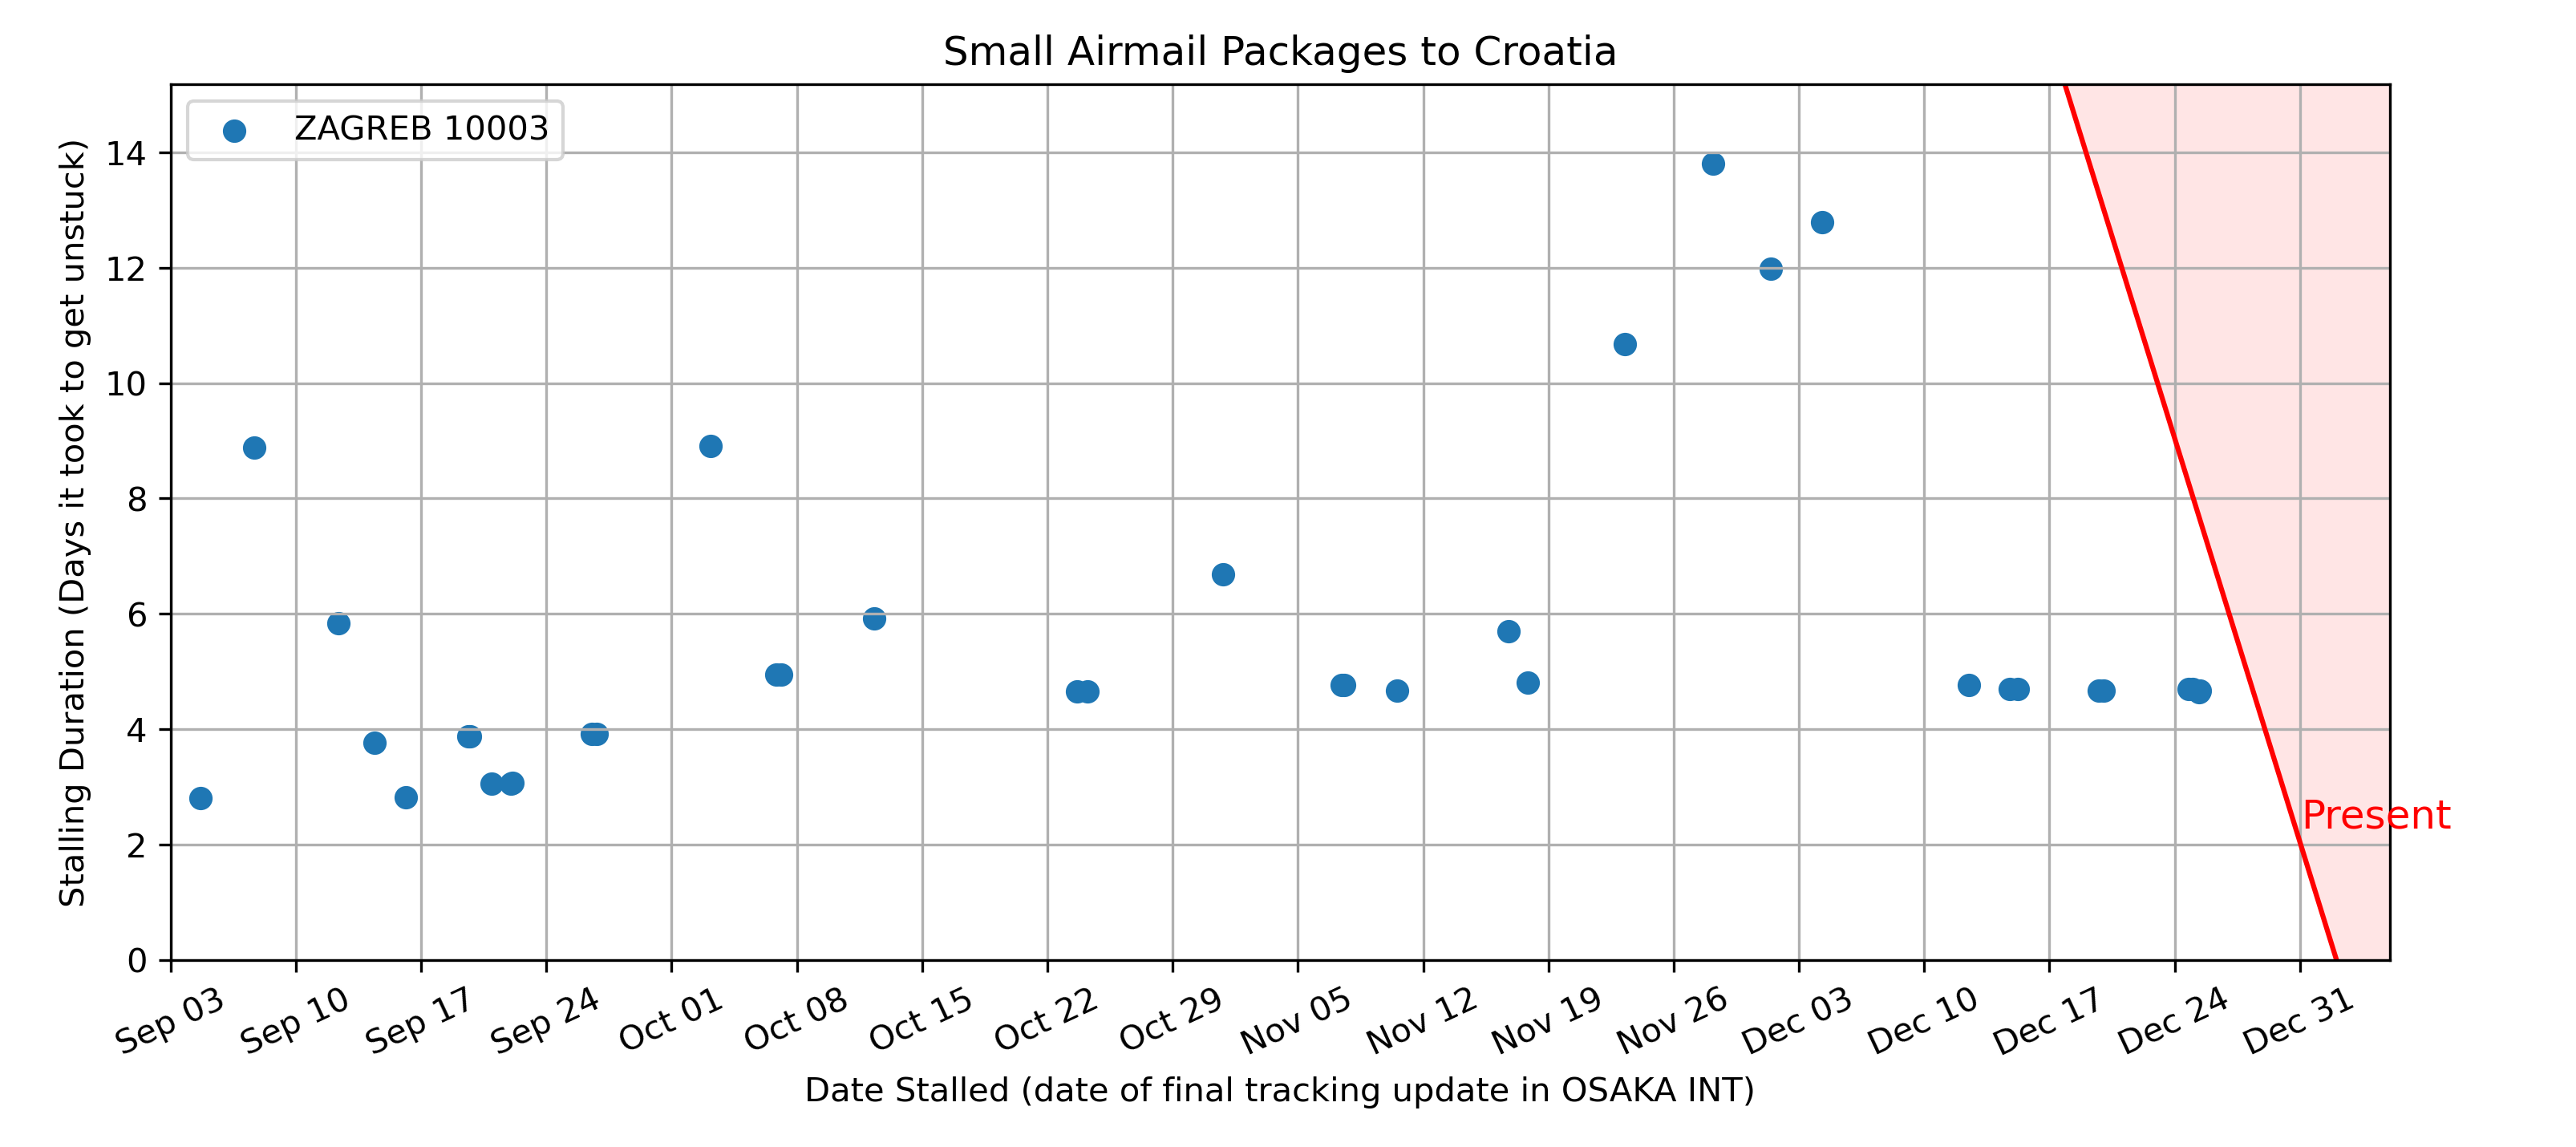 Small Airmail Packages to Croatia
ZAGREB 10003
Stalling Duration (Days it took to get unstuck)
14
12
10
8
6
4
2
0
Present
Sep 03
Sep 10
Sep 17
Sep 24
Oct 01
Oct 08
Oct 15
Oct 22
Oct 29
Nov 05
Nov 12
Nov 19
Nov 26
Dec 03
Dec 10
Dec 17
Dec 24
Dec 31
Date Stalled (date of final tracking update in OSAKA INT)